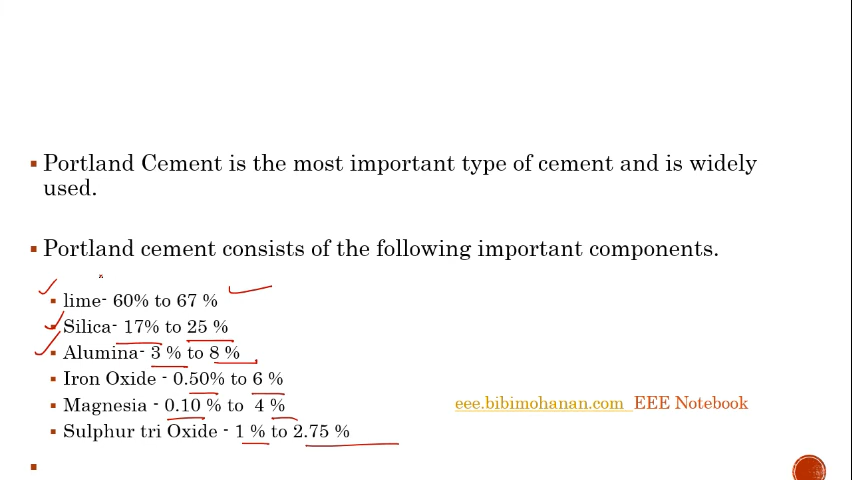 Portland Cement is the most important type of cement and is widely
used.
Portland cement consists of the following important components.
lime- 60% to 67 %
Silica- 17% to 25 %
Alumina- 3 % to 8 %
Iron Oxide - 0.50% to 6 %
Magnesia - 0.10 % to 4 %
Sulphur tri Oxide - 1 % to 2.75 %
eee.bibimohanan.com EEE Notebook